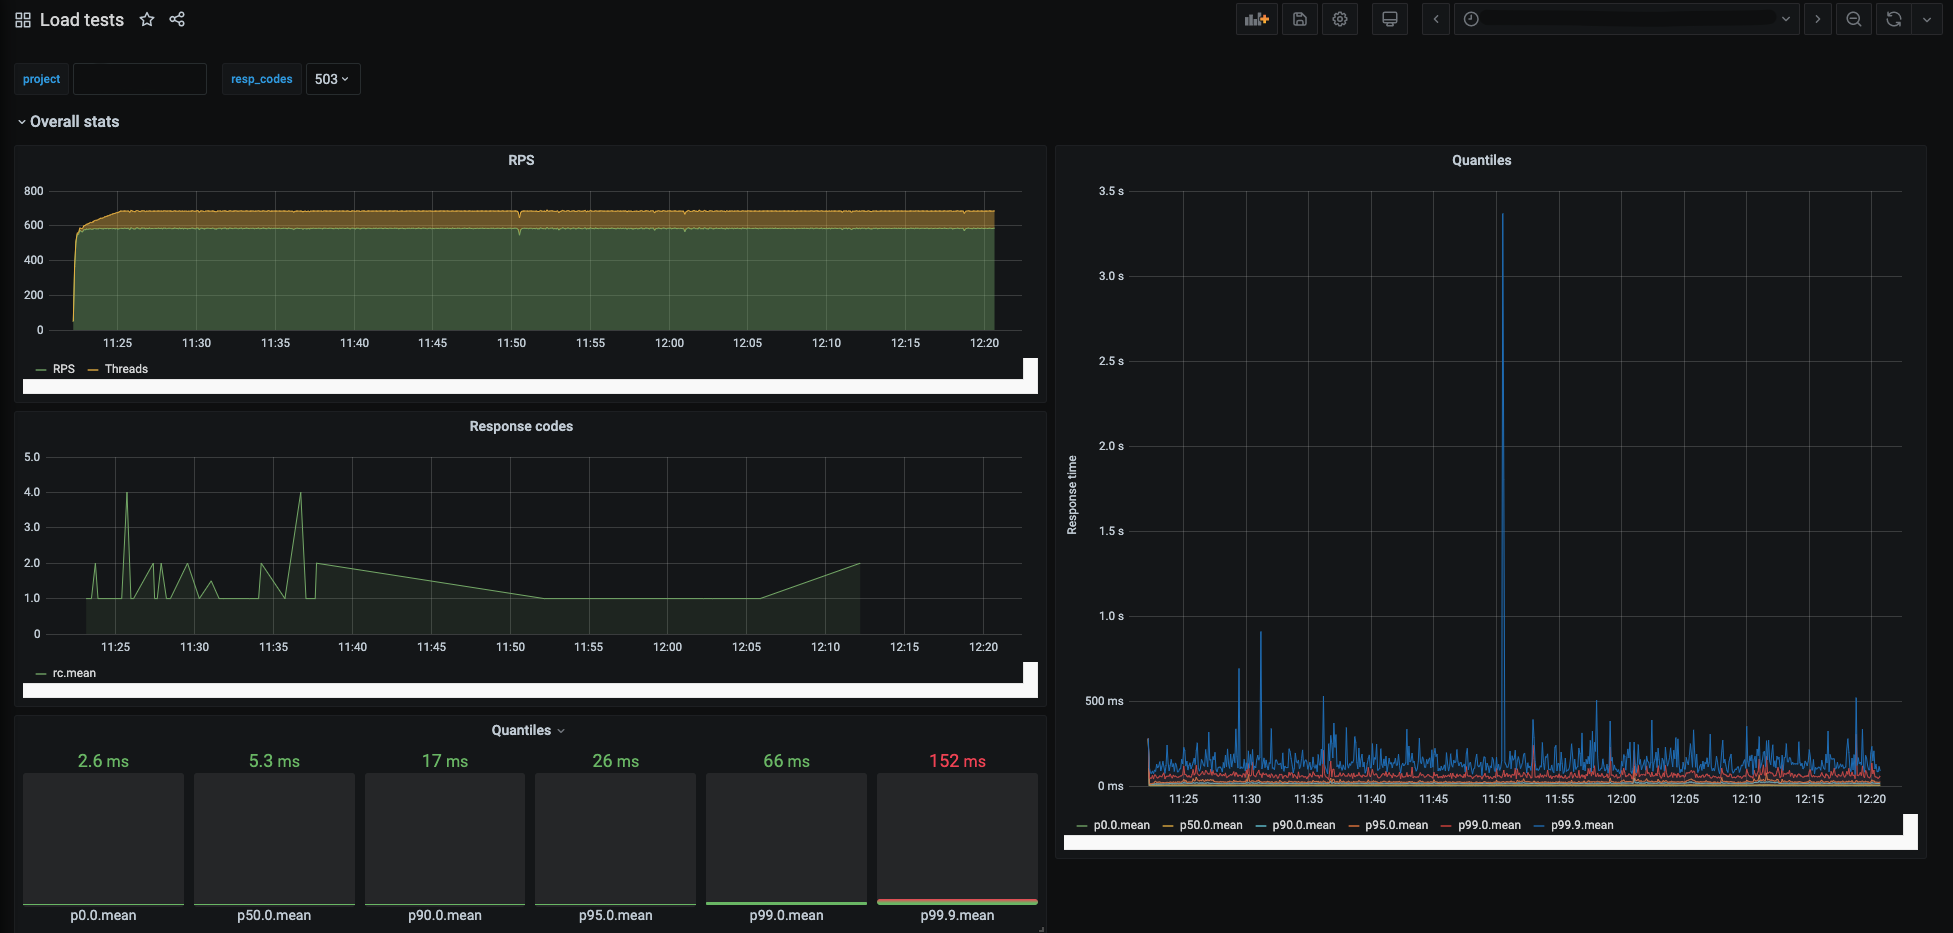 Load tests
project
resp_codes 503
Overall stats
RPS
800
600
400
200
0
11:25 11:30 11:35 11:40 11:45 11:50 11:55 12:00 12:05 12:10 12:15 12:20
RPS Threads
Response codes
5.0
4.0
3.0
2.0
1.0
0
11:25 11:30 11:35 11:40 11:45 11:50 11:55 12:00 12:05 12:10 12:15 12:20
rc.mean
Quantiles
2.6 ms 5.3 ms 17 ms 26 ms 66 ms 152 ms
p0.0.mean p50.0.mean p90.0.mean p95.0.mean p99.0.mean p99.9.mean
Quantiles
3.5 s
3.0 s
2.5 s
2.0 s
1.5 s
1.0 s
500 ms
0 ms
Response time
11:25 11:30 11:35 11:40 11:45 11:50 11:55 12:00 12:05 12:10 12:15 12:20
p0.0.mean p50.0.mean p90.0.mean p95.0.mean p99.0.mean p99.9.mean